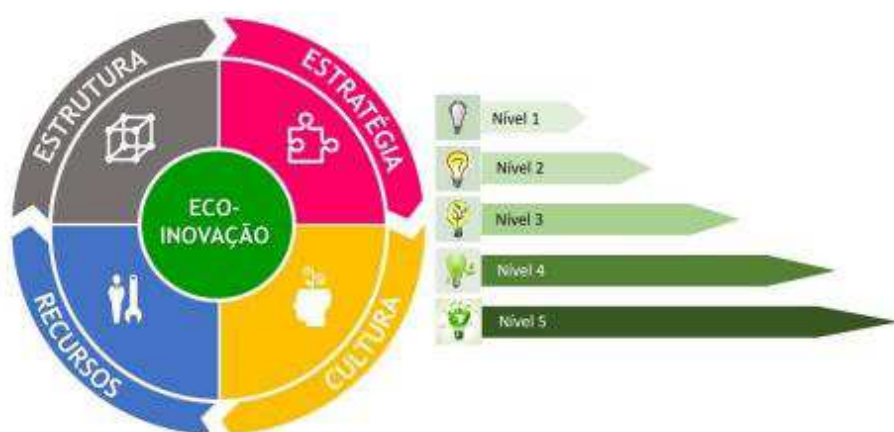 ESTRUTURA
ESTRATÉGIA
ECO-
INOVAÇÃO
RECURSOS
CULTURA
Nível 1
Nível 2
Nível 3
Nível 4
Nível 5